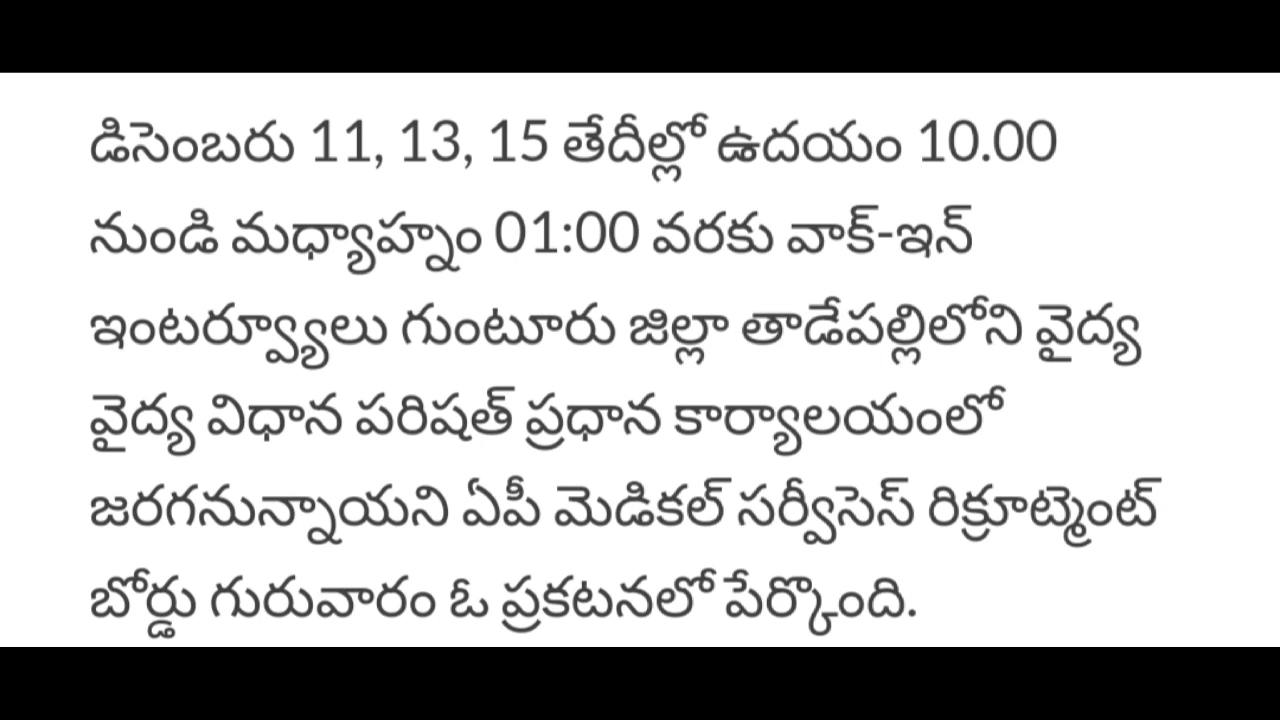 డిసెంబరు 11, 13, 15 తేదీల్లో ఉదయం 10.00
నుండి మధ్యాహ్నం 01:00 వరకు వాక్-ఇన్
ఇంటర్వ్యూలు గుంటూరు జిల్లా తాడేపల్లిలోని వైద్య
వైద్య విధాన పరిషత్ ప్రధాన కార్యాలయంలో
జరగనున్నాయని ఏపీ మెడికల్ సర్వీసెస్ రిక్రూట్మెంట్
బోర్డు గురువారం ఓ ప్రకటనలో పేర్కొంది.